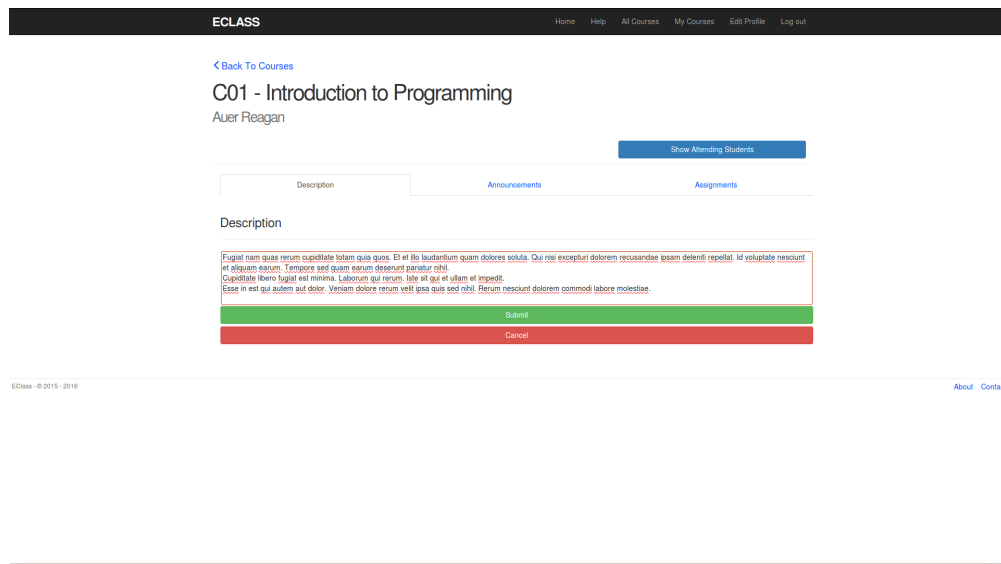 ECLASS
Home Help All Courses My Courses Edit Profile Log out
Back To Courses
C01 - Introduction to Programming
Auer Reagan
Show Attending Students
Description Announcements Assignments
Description
Fugiat nam quas rerum cupiditate totam quia quos. Et et illo laudantium quam dolores soluta. Qui nisi excepturi dolorem recusandae ipsam deleniti repellat. Id voluptate nesciunt
et aliquam earum. Tempore sed quam earum deserunt pariatur nihil.
Cupiditate libero fugiat est minima. Laborum qui rerum. Iste sit qui et ullam et impedit.
Esse in est qui autem aut dolor. Veniam dolore rerum velit ipsa quis sed nihil. Rerum nesciunt dolorem commodi labore molestiae.
Submit
Cancel
EClass - © 2015 - 2016
About Conta